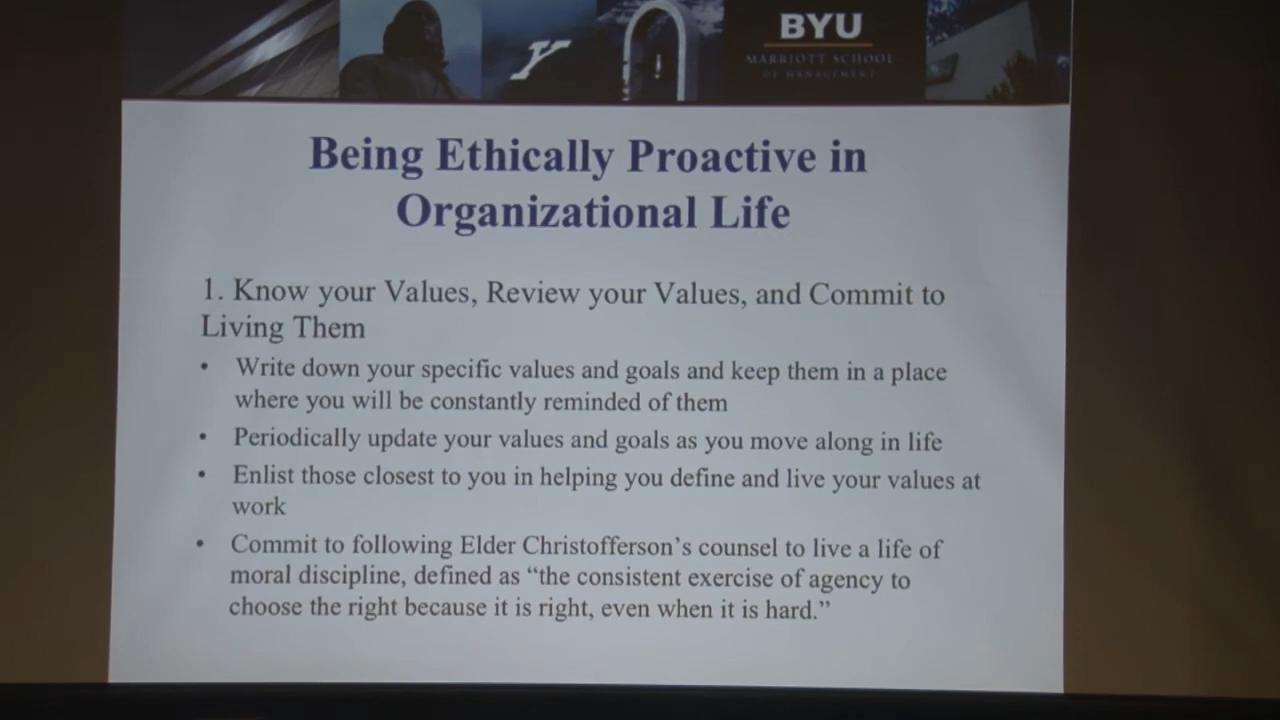 Y
BYU
MARRIOTT SCHOOL
OF MANAGEMENT
Being Ethically Proactive in
Organizational Life
1. Know your Values, Review your Values, and Commit to
Living Them
• Write down your specific values and goals and keep them in a place
where you will be constantly reminded of them
• Periodically update your values and goals as you move along in life
• Enlist those closest to you in helping you define and live your values at
work
• Commit to following Elder Christofferson’s counsel to live a life of
moral discipline, defined as “the consistent exercise of agency to
choose the right because it is right, even when it is hard.”